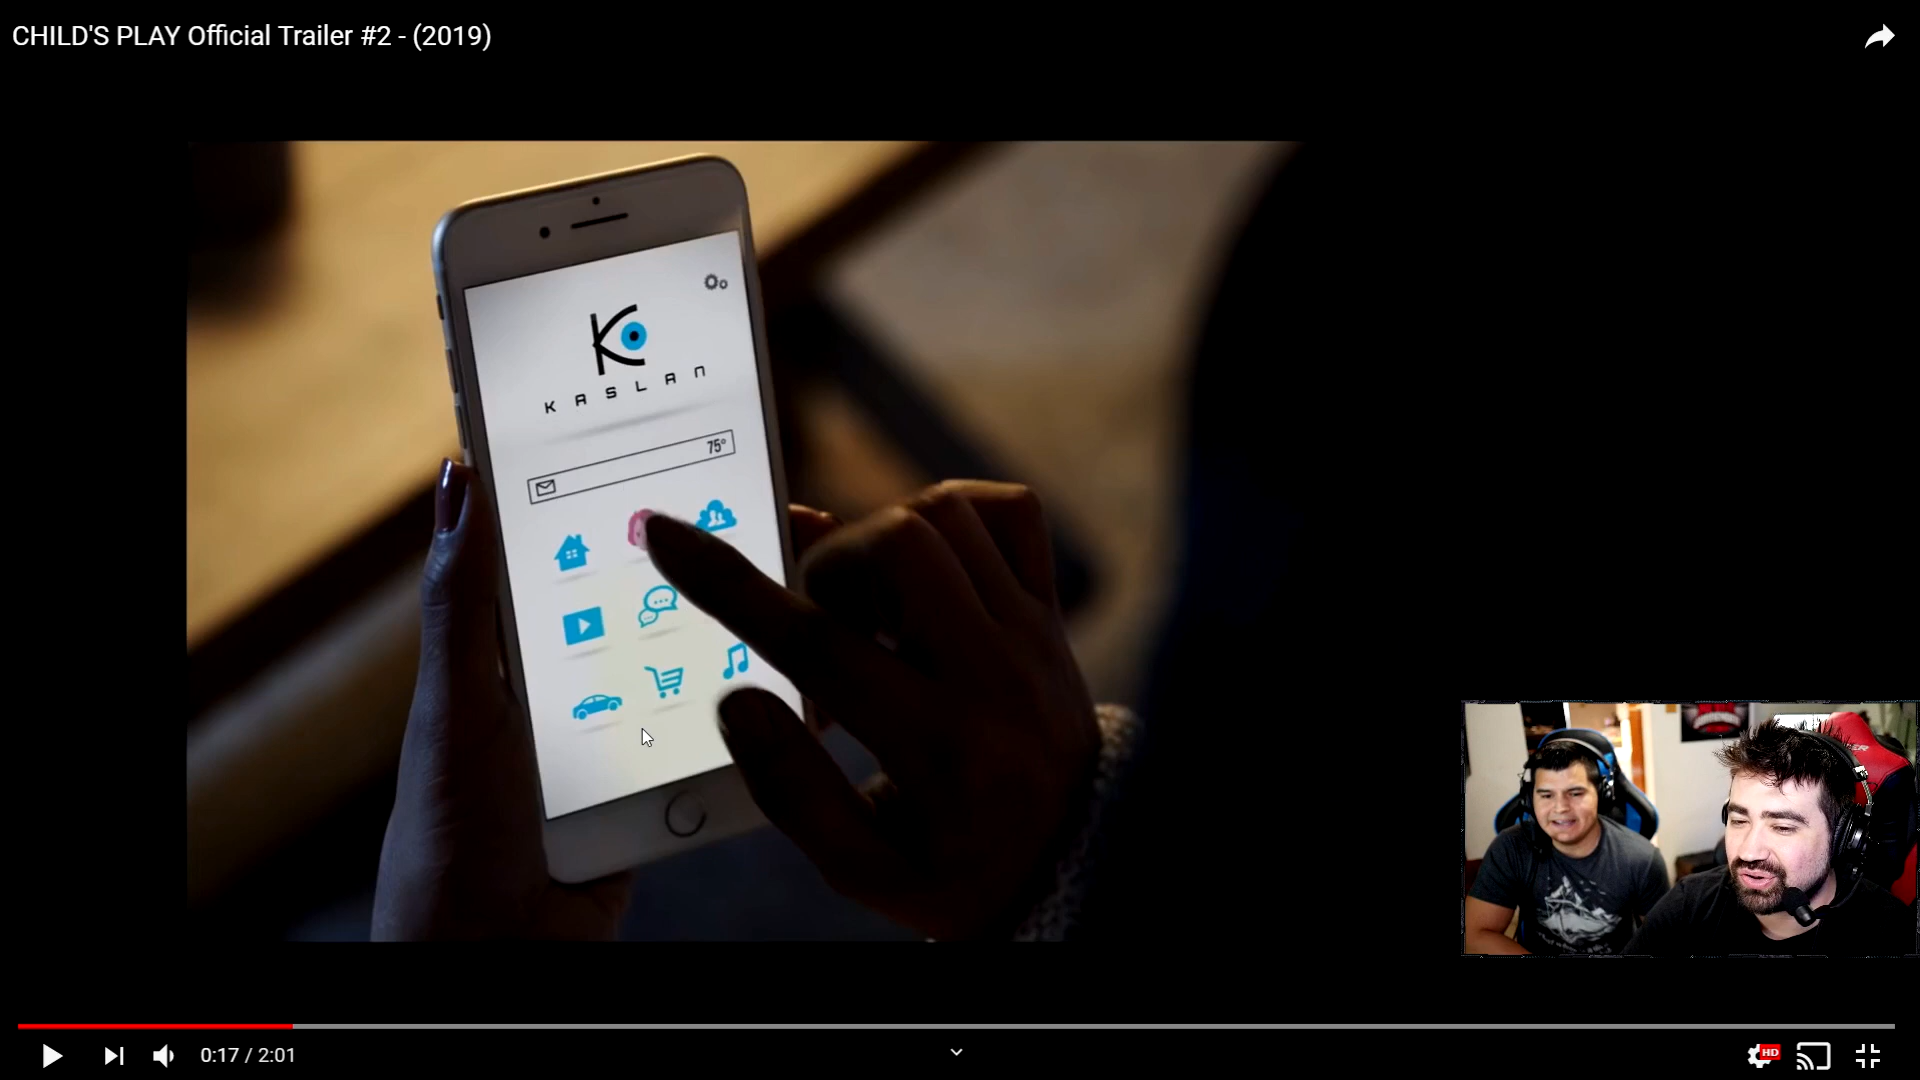 CHILD'S PLAY Official Trailer #2 - (2019)
KASLAN
75°
0:17 / 2:01
HD